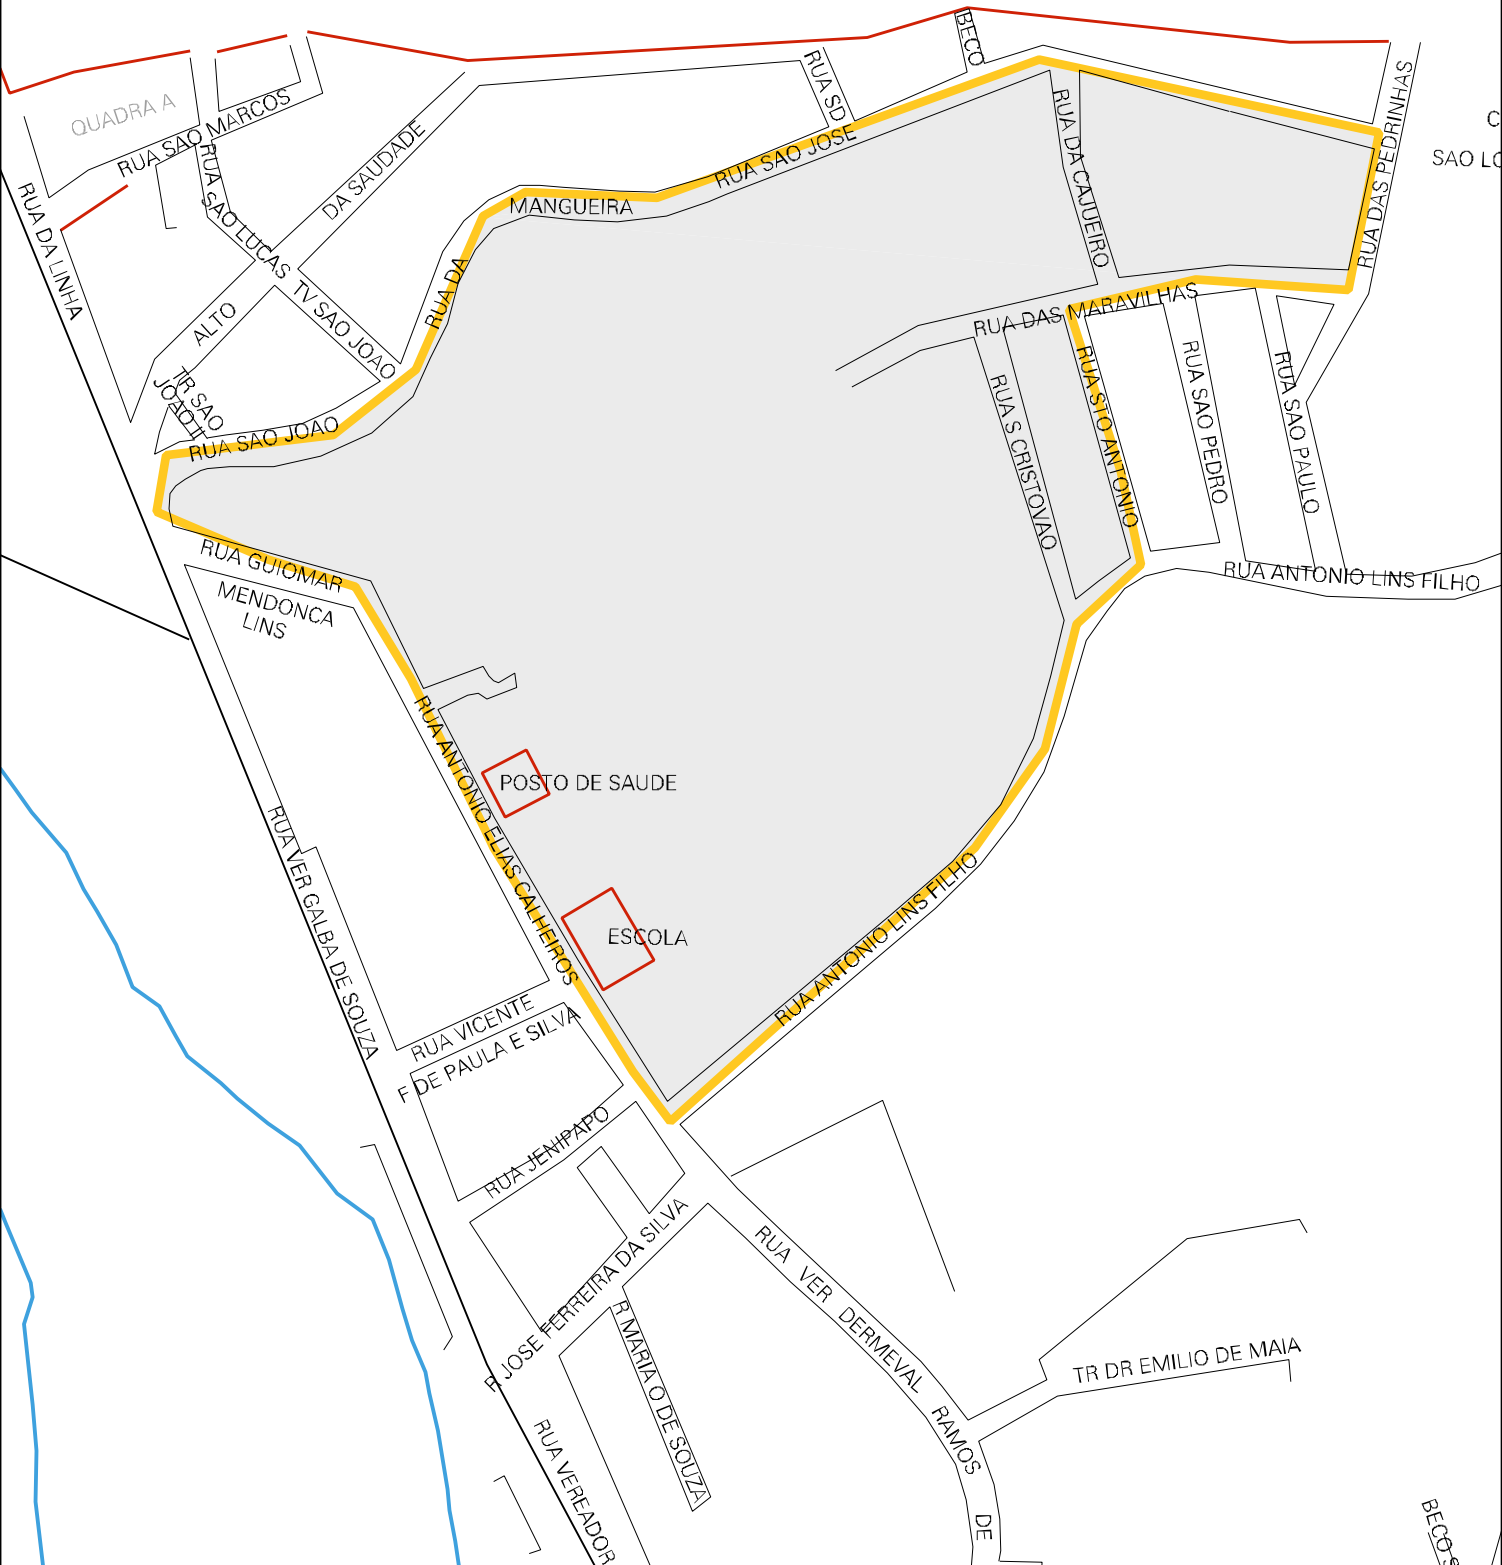 BECO
QUADRA A
RUA SAO MARCOS
RUA SD
RUA DAS PEDRINHAS
C
SAO LO
RUA DA LINHA
RUA
SAO LUCAS
DA SAUDADE
ALTO
RUA SAO JOSE
MANGUEIRA
RUA DA
RUA DA CAJUEIRO
TV SAO JOAO
TR SAO
JOAO II
RUA SAO JOAO
RUA DAS MARAVILHAS
RUA S CRISTOVAO
RUA STO ANTONIO
RUA SAO PEDRO
RUA SAO PAULO
RUA ANTONIO LINS FILHO
RUA GUIOMAR
MENDONCA
LINS
RUA ANTONIO ELIAS CALHEIROS
POSTO DE SAUDE
ESCOLA
RUA VER GALBA DE SOUZA
RUA ANTONIO LINS FILHO
RUA VICENTE
F DE PAULA E SILVA
RUA JENIPAPO
R JOSE FERREIRA DA SILVA
R MARIA O DE SOUZA
RUA VER DERMEVAL RAMOS DE
TR DR EMILIO DE MAIA
RUA VEREADOR
BECO S